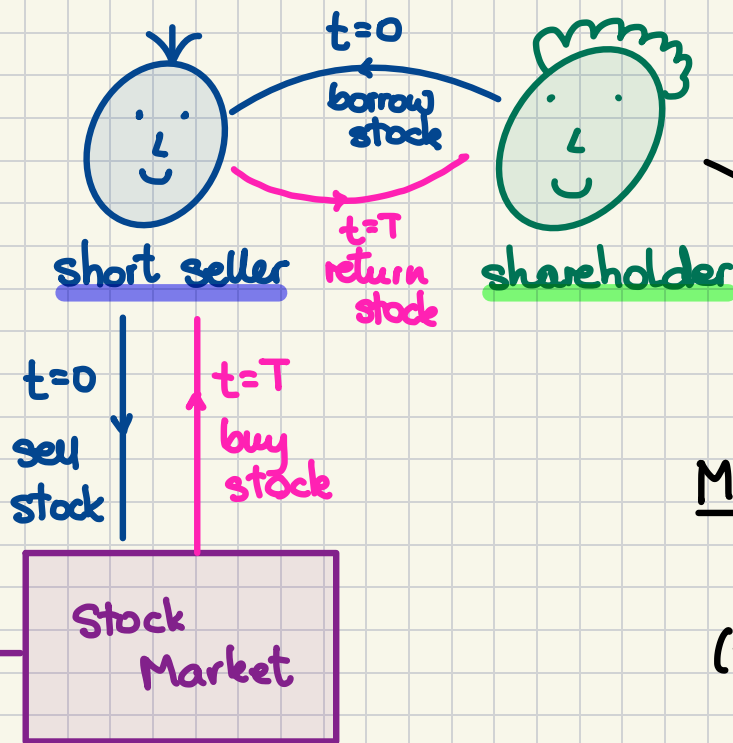 t=0
borrow
stock
t=T
return
stock
short seller
shareholder
t=0
sell
stock
t=T
buy
stock
Stock
Market
M
(